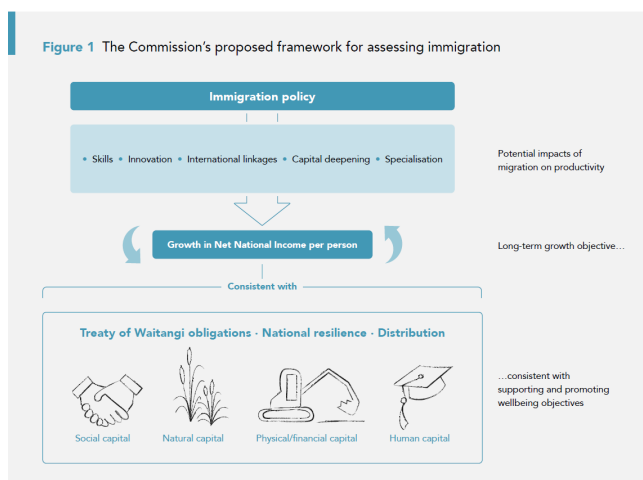 Figure 1 The Commission's proposed framework for assessing immigration
Immigration policy
• Skills • Innovation • International linkages • Capital deepening • Specialisation
Potential impacts of
migration on productivity
Growth in Net National Income per person
Long-term growth objective…
Consistent with
Treaty of Waitangi obligations · National resilience · Distribution
Social capital
Natural capital
Physical/financial capital
Human capital
…consistent with
supporting and promoting
wellbeing objectives